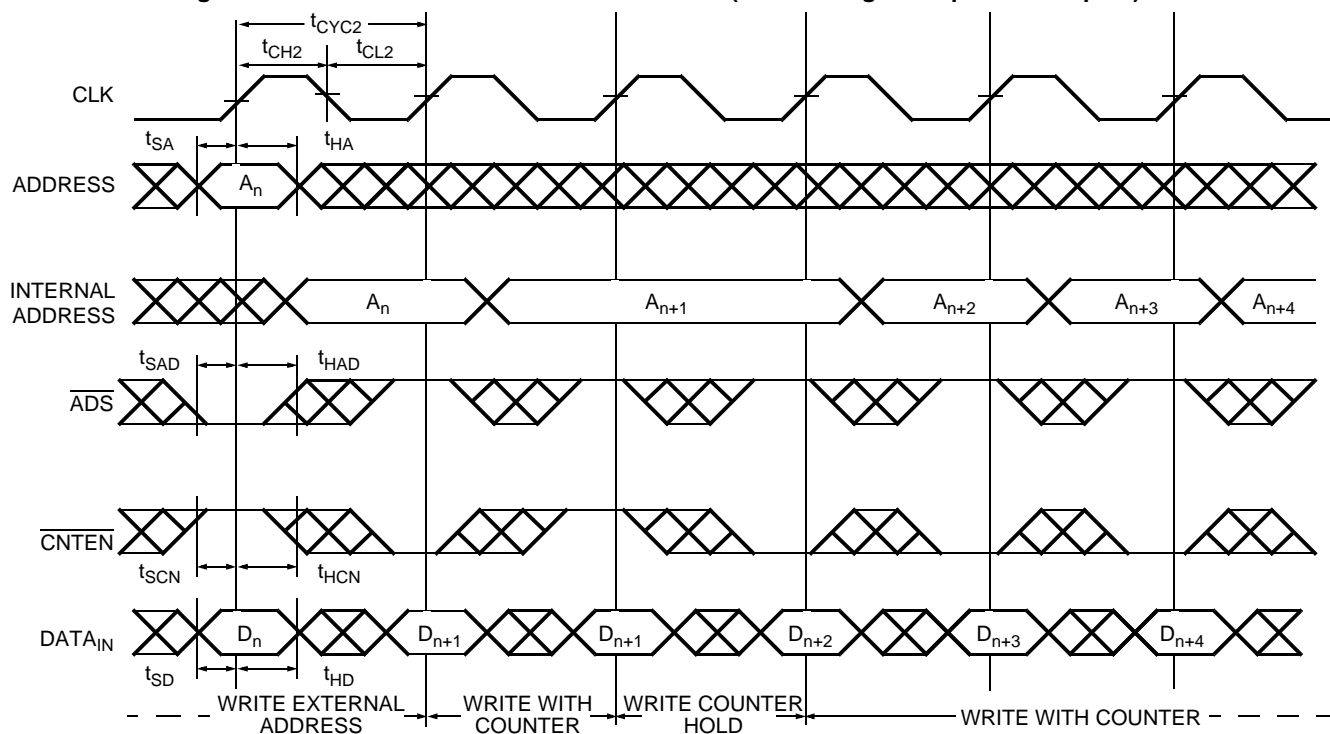 tCYC2
tCH2 tCL2
CLK
tSA tHA
ADDRESS An
INTERNAL ADDRESS An An+1 An+2 An+3 An+4
tSAD tHAD
ADS
CNTEN
tSCN tHCN
DATAIN Dn Dn+1 Dn+1 Dn+2 Dn+3 Dn+4
tSD tHD
WRITE EXTERNAL ADDRESS
WRITE WITH COUNTER
WRITE COUNTER HOLD
WRITE WITH COUNTER